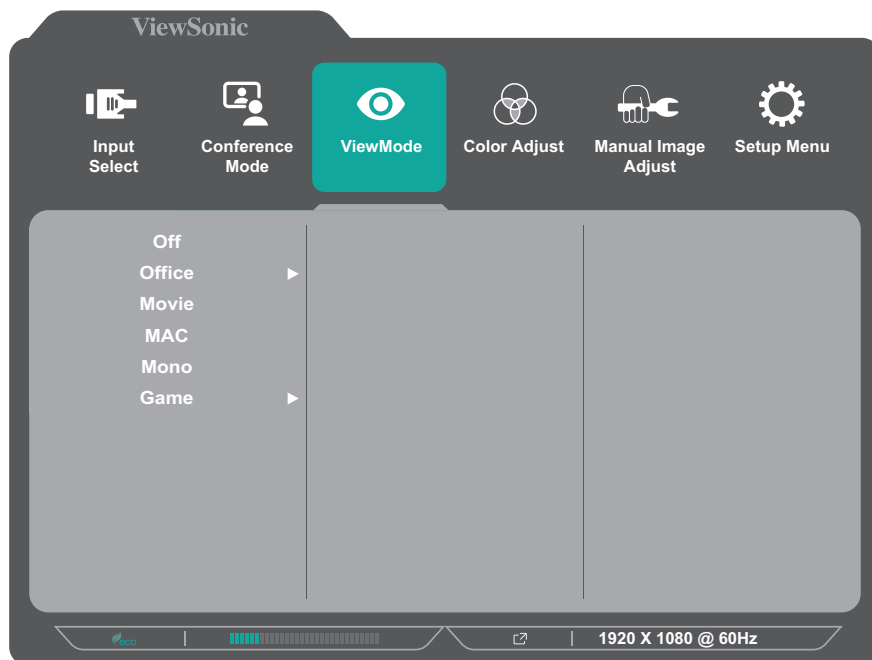 ViewSonic
Input
Select
Conference
Mode
ViewMode
Color Adjust
Manual Image
Adjust
Setup Menu
Off
Office
Movie
MAC
Mono
Game
eco
1920 X 1080 @ 60Hz